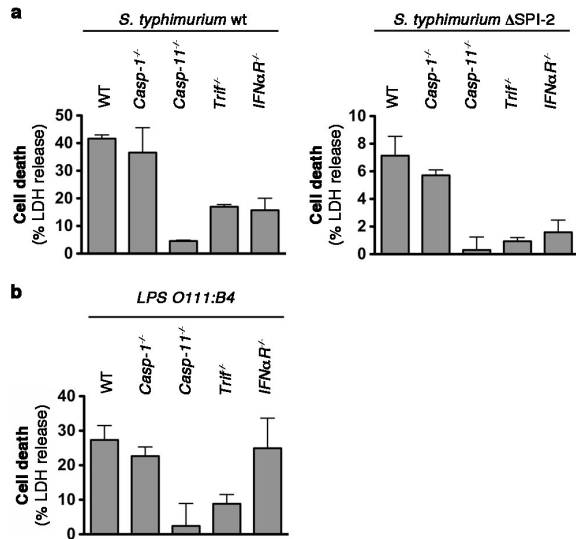 a
S. typhimurium wt
WT
Casp-1-/-
Casp-11-/-
Trif-/-
IFNαR-/-
Cell death
(% LDH release)
50
40
30
20
10
0
S. typhimurium ΔSPI-2
WT
Casp-1-/-
Casp-11-/-
Trif-/-
IFNαR-/-
Cell death
(% LDH release)
10
8
6
4
2
0
b
LPS O111:B4
WT
Casp-1-/-
Casp-11-/-
Trif-/-
IFNαR-/-
Cell death
(% LDH release)
40
30
20
10
0